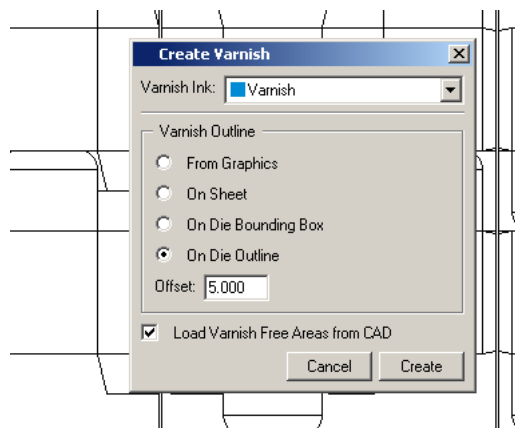 Create Varnish
Varnish Ink: Varnish
Varnish Outline
From Graphics
On Sheet
On Die Bounding Box
On Die Outline
Offset: 5.000
Load Varnish Free Areas from CAD
Cancel Create